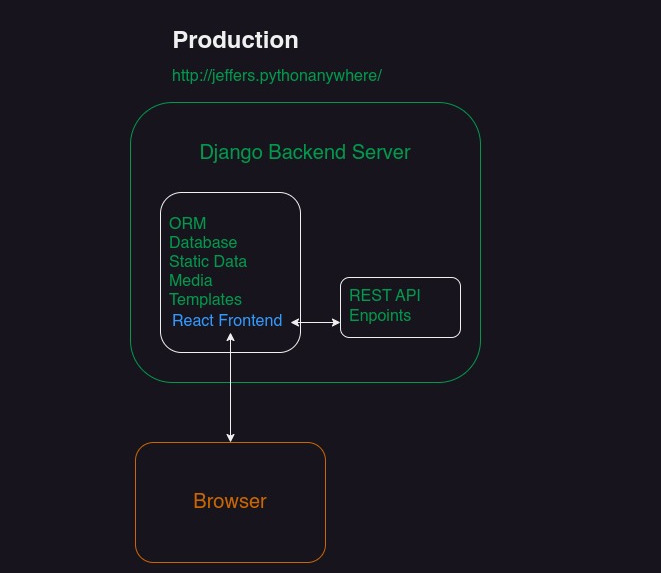 Production
http://jeffers.pythonanywhere/
Django Backend Server
ORM
Database
Static Data
Media
Templates
React Frontend
REST API
Enpoints
Browser